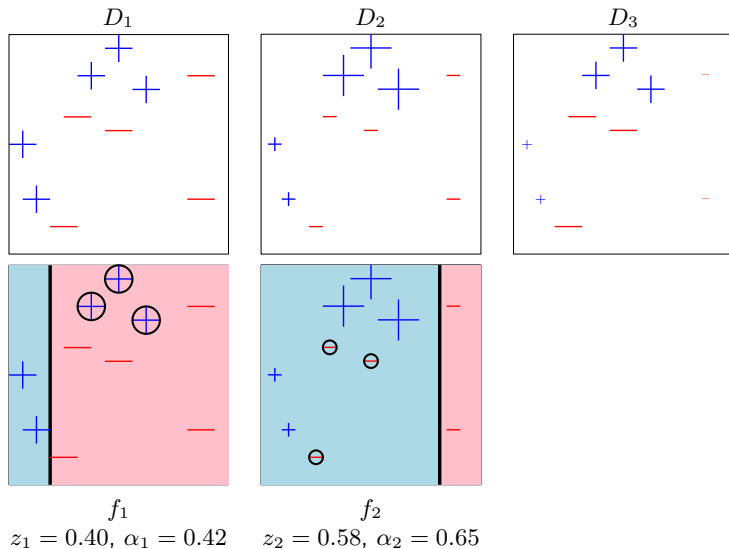 D₁ D₂ D₃
f₁ f₂
z₁ = 0.40, α₁ = 0.42 z₂ = 0.58, α₂ = 0.65